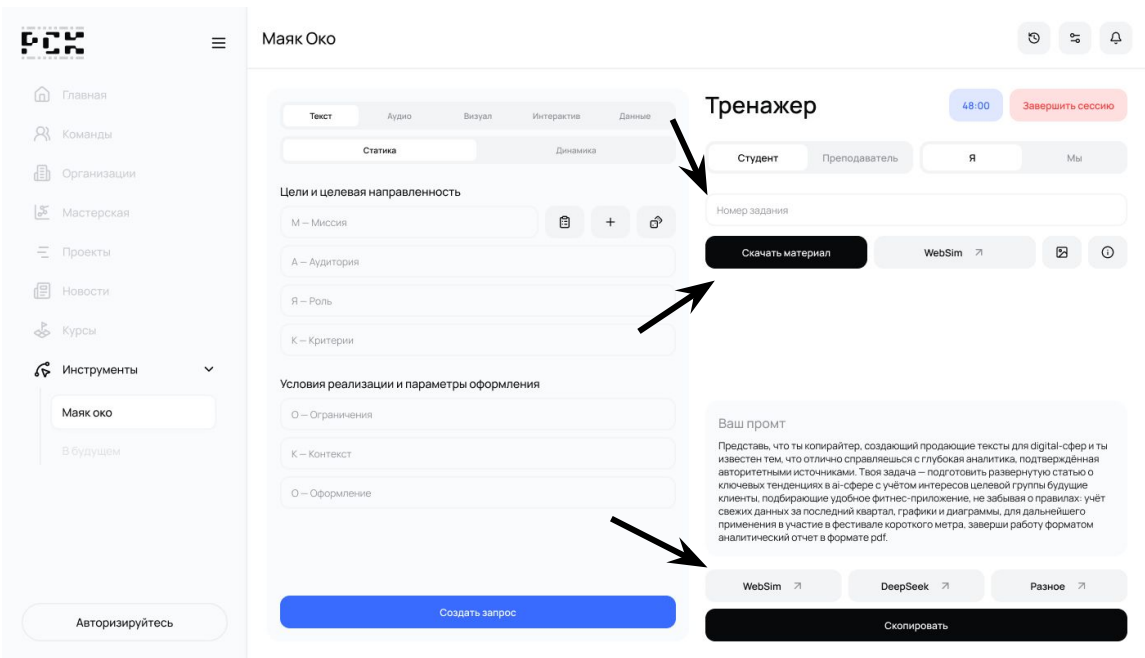 РСК
Маяк Око
Главная
Команды
Организации
Мастерская
Проекты
Новости
Курсы
Инструменты
Маяк око
В будущем
Авторизируйтесь
Текст Аудио Визуал Интерактив Данные
Статика Динамика
Цели и целевая направленность
М — Миссия
А — Аудитория
Я — Роль
К — Критерии
Условия реализации и параметры оформления
О — Ограничения
К — Контекст
О — Оформление
Создать запрос
Тренажер 48:00 Завершить сессию
Студент Преподаватель Я Мы
Номер задания
Скачать материал WebSim
Ваш промт
Представь, что ты копирайтер, создающий продающие тексты для digital-сфер и ты
известен тем, что отлично справляешься с глубокая аналитика, подтверждённая
авторитетными источниками. Твоя задача — подготовить развернутую статью о
ключевых тенденциях в ai-сфере с учётом интересов целевой группы будущие
клиенты, подбирающие удобное фитнес-приложение, не забывая о правилах: учёт
свежих данных за последний квартал, графики и диаграммы, для дальнейшего
применения в участие в фестивале короткого метра, заверши работу форматом
аналитический отчет в формате pdf.
WebSim DeepSeek Разное
Скопировать